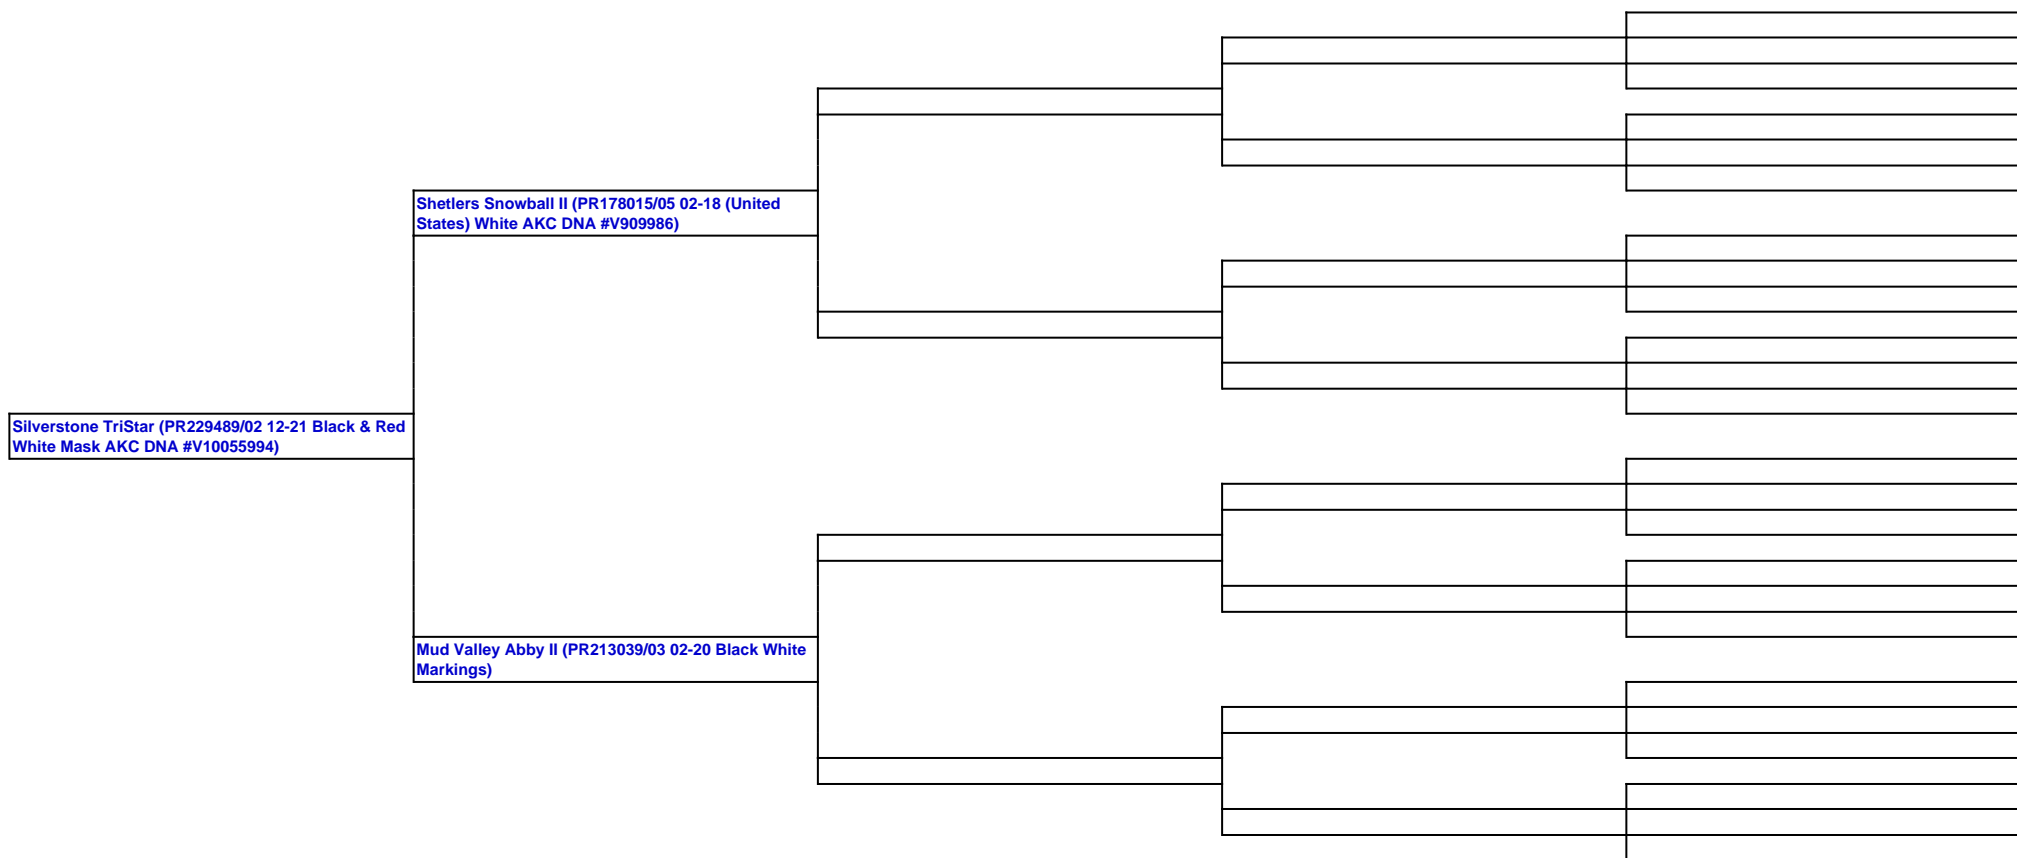 Shetlers Snowball II (PR178015/05 02-18 (United
States) White AKC DNA #V909986)
Silverstone TriStar (PR229489/02 12-21 Black & Red
White Mask AKC DNA #V10055994)
Mud Valley Abby II (PR213039/03 02-20 Black White
Markings)